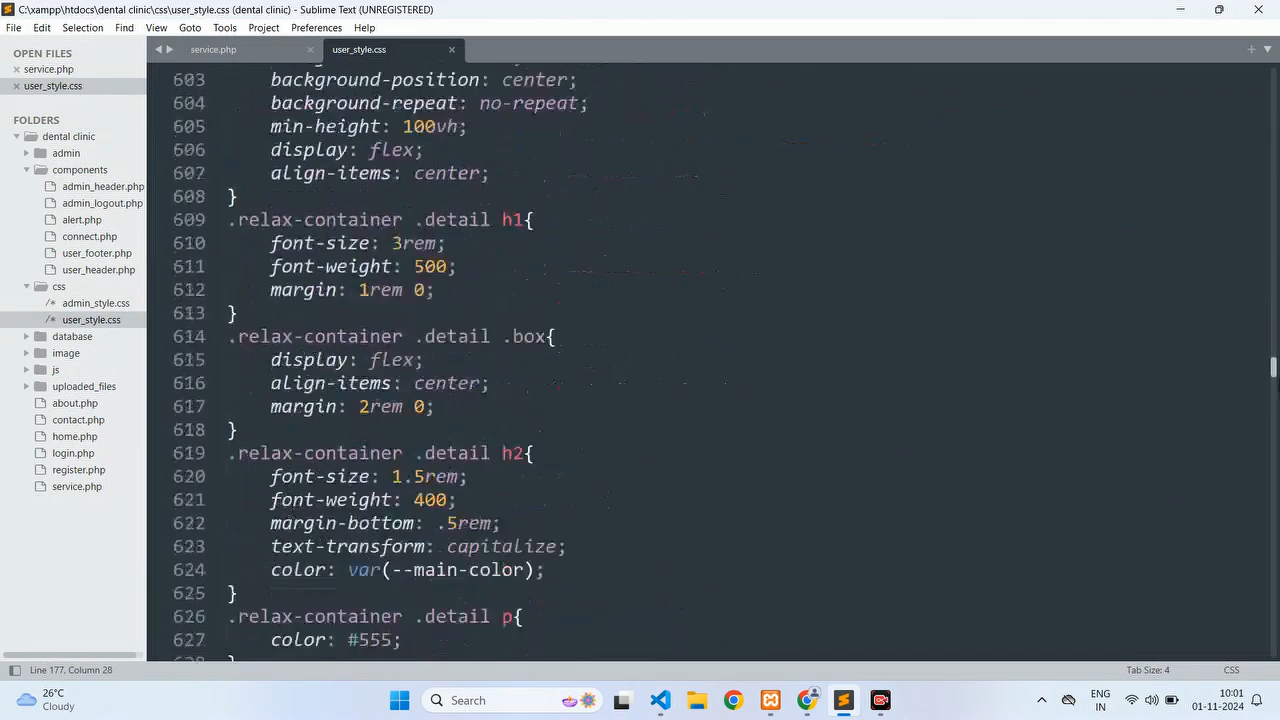 C:\xampp\htdocs\dental clinic\css\user_style.css (dental clinic) - Sublime Text (UNREGISTERED)
File Edit Selection Find View Goto Tools Project Preferences Help
OPEN FILES
service.php
user_style.css
FOLDERS
dental clinic
admin
components
admin_header.php
admin_logout.php
alert.php
connect.php
user_footer.php
user_header.php
css
/* admin_style.css
/* user_style.css
database
image
js
uploaded_files
about.php
contact.php
home.php
login.php
register.php
service.php
service.php
user_style.css
603 background-position: center;
604 background-repeat: no-repeat;
605 min-height: 100vh;
606 display: flex;
607 align-items: center;
608 }
609 .relax-container .detail h1{
610 font-size: 3rem;
611 font-weight: 500;
612 margin: 1rem 0;
613 }
614 .relax-container .detail .box{
615 display: flex;
616 align-items: center;
617 margin: 2rem 0;
618 }
619 .relax-container .detail h2{
620 font-size: 1.5rem;
621 font-weight: 400;
622 margin-bottom: .5rem;
623 text-transform: capitalize;
624 color: var(--main-color);
625 }
626 .relax-container .detail p{
627 color: #555;
Line 177, Column 28
Tab Size: 4
CSS
26°C
Cloudy
Search
ENG
IN
10:01
01-11-2024